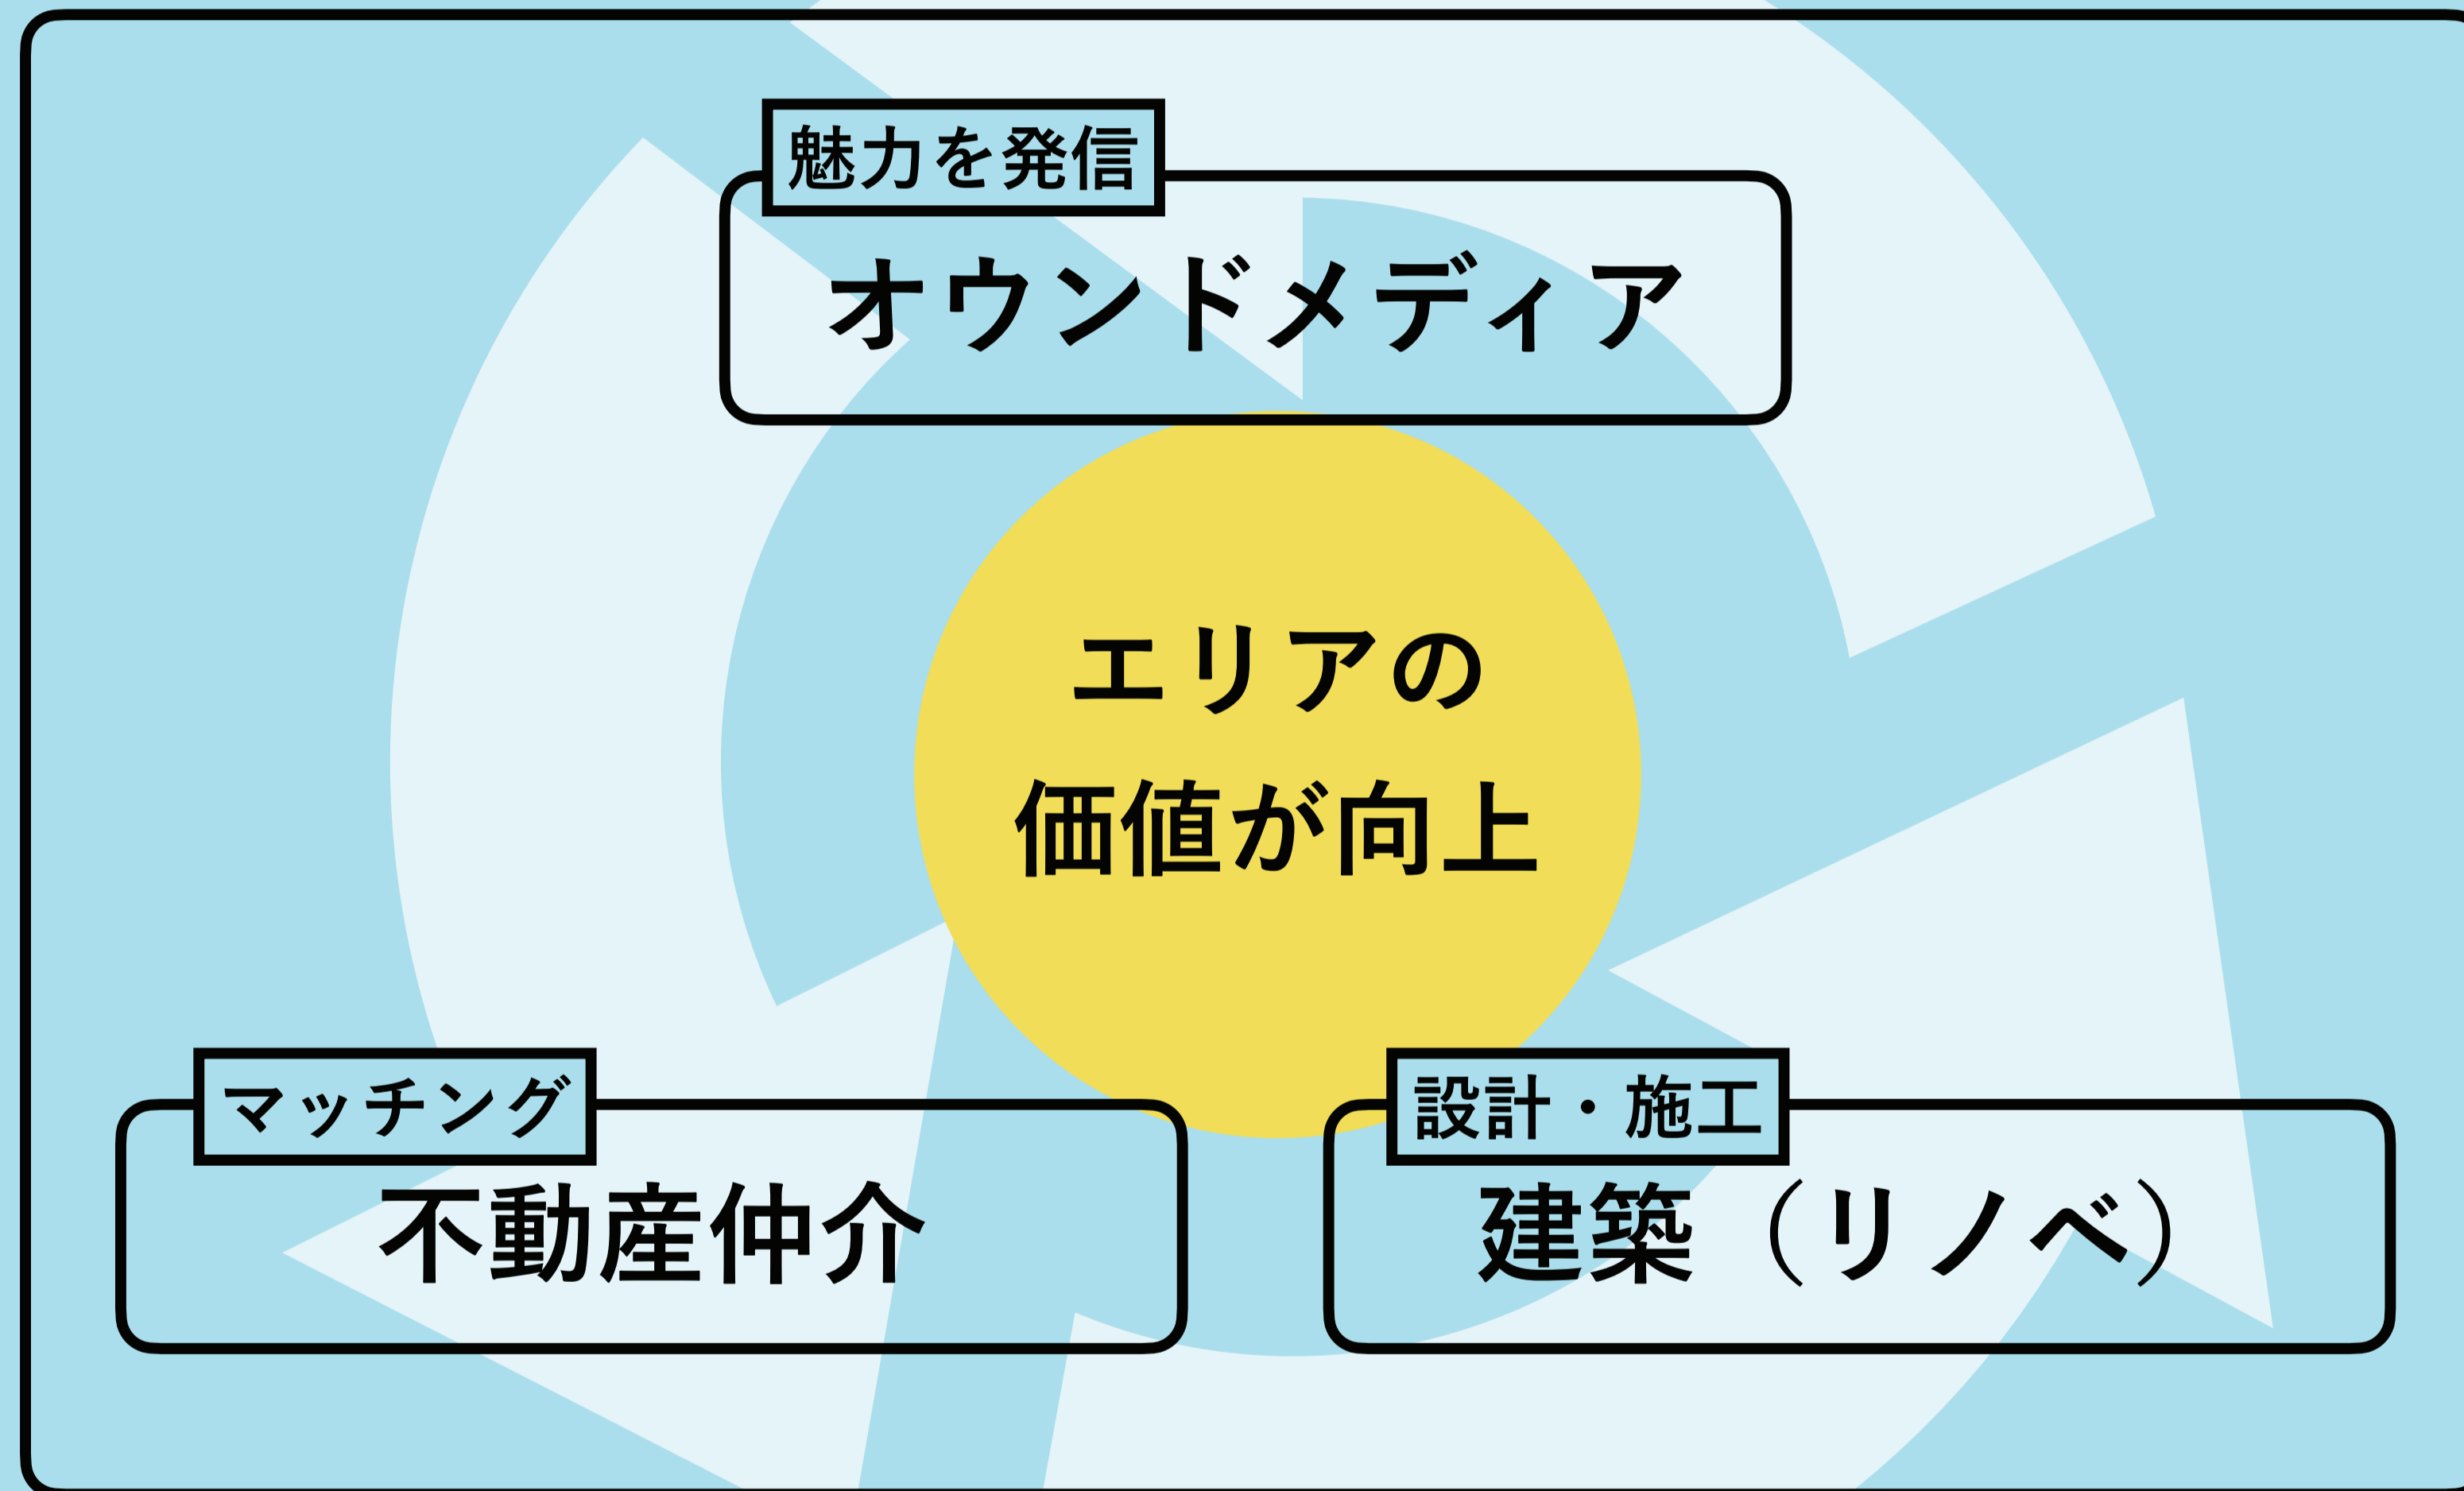 魅力を発信
オウンドメディア
エリアの
価値が向上
マッチング
不動産仲介
設計・施工
建築（リノベ）